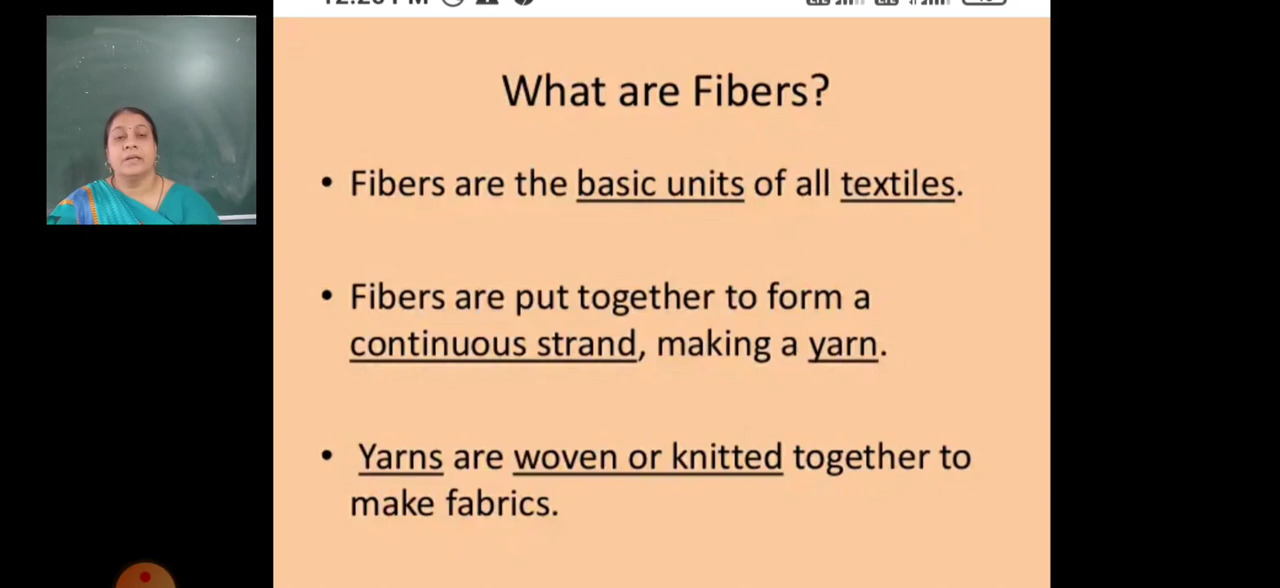 What are Fibers?
• Fibers are the basic units of all textiles.
• Fibers are put together to form a
continuous strand, making a yarn.
• Yarns are woven or knitted together to
make fabrics.